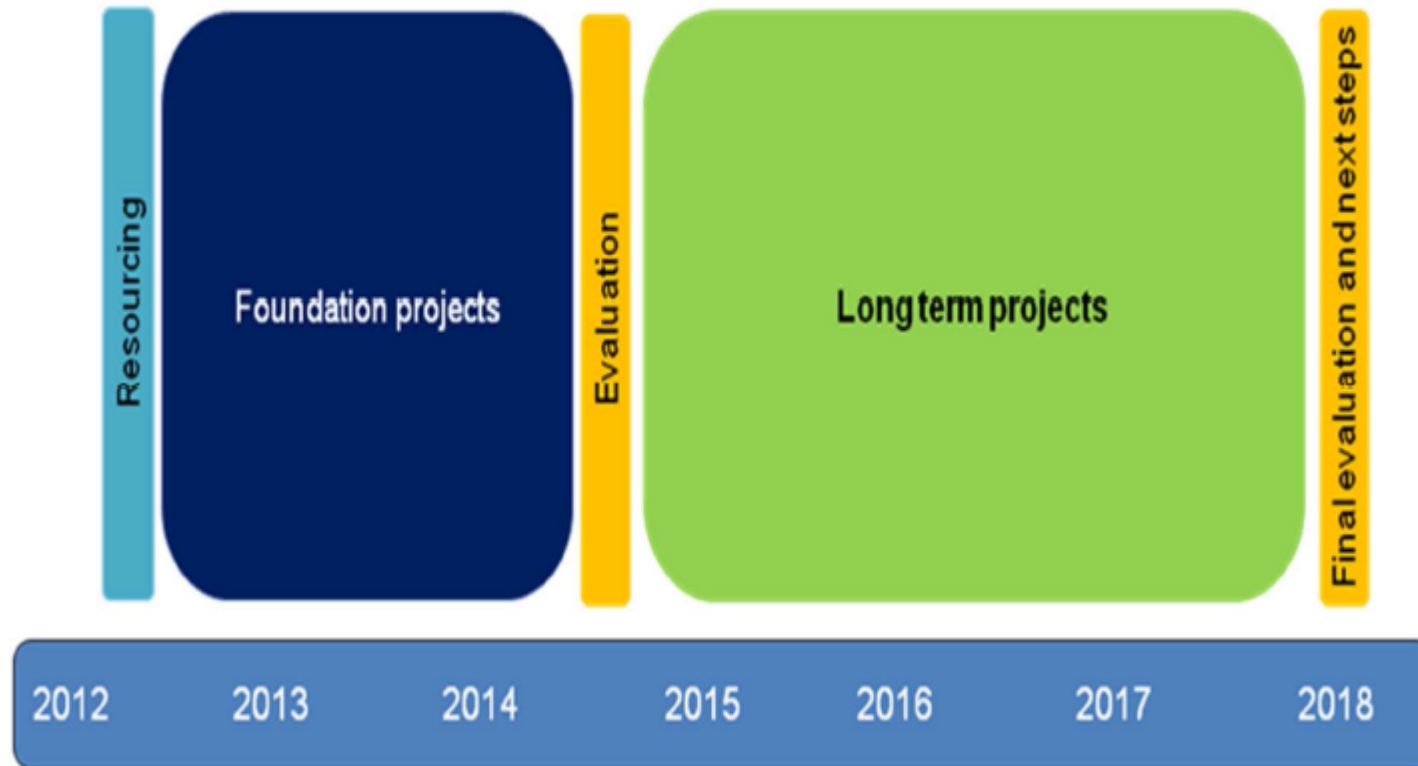 Resourcing
Foundation projects
Evaluation
Long term projects
Final evaluation and next steps
2012 2013 2014 2015 2016 2017 2018